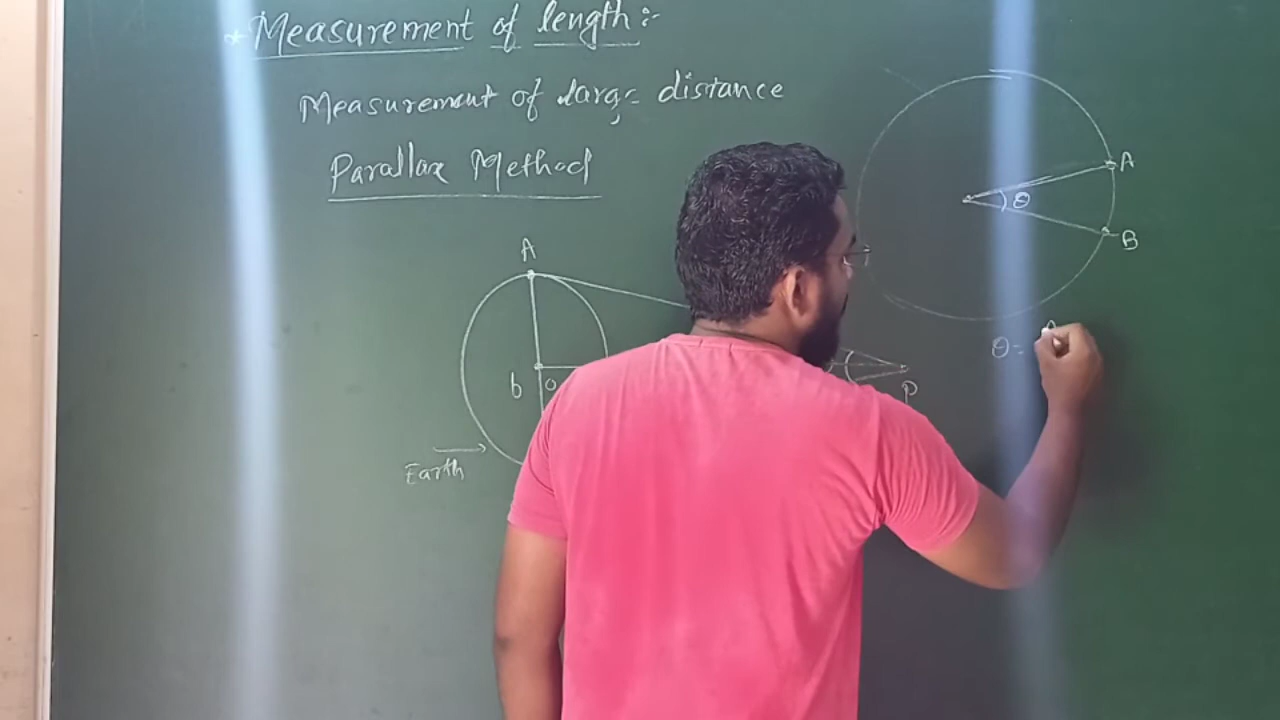 * Measurement of length :-
Measurement of large distance
Parallax Method
A
b
O
Earth
P
A
θ
B
θ =